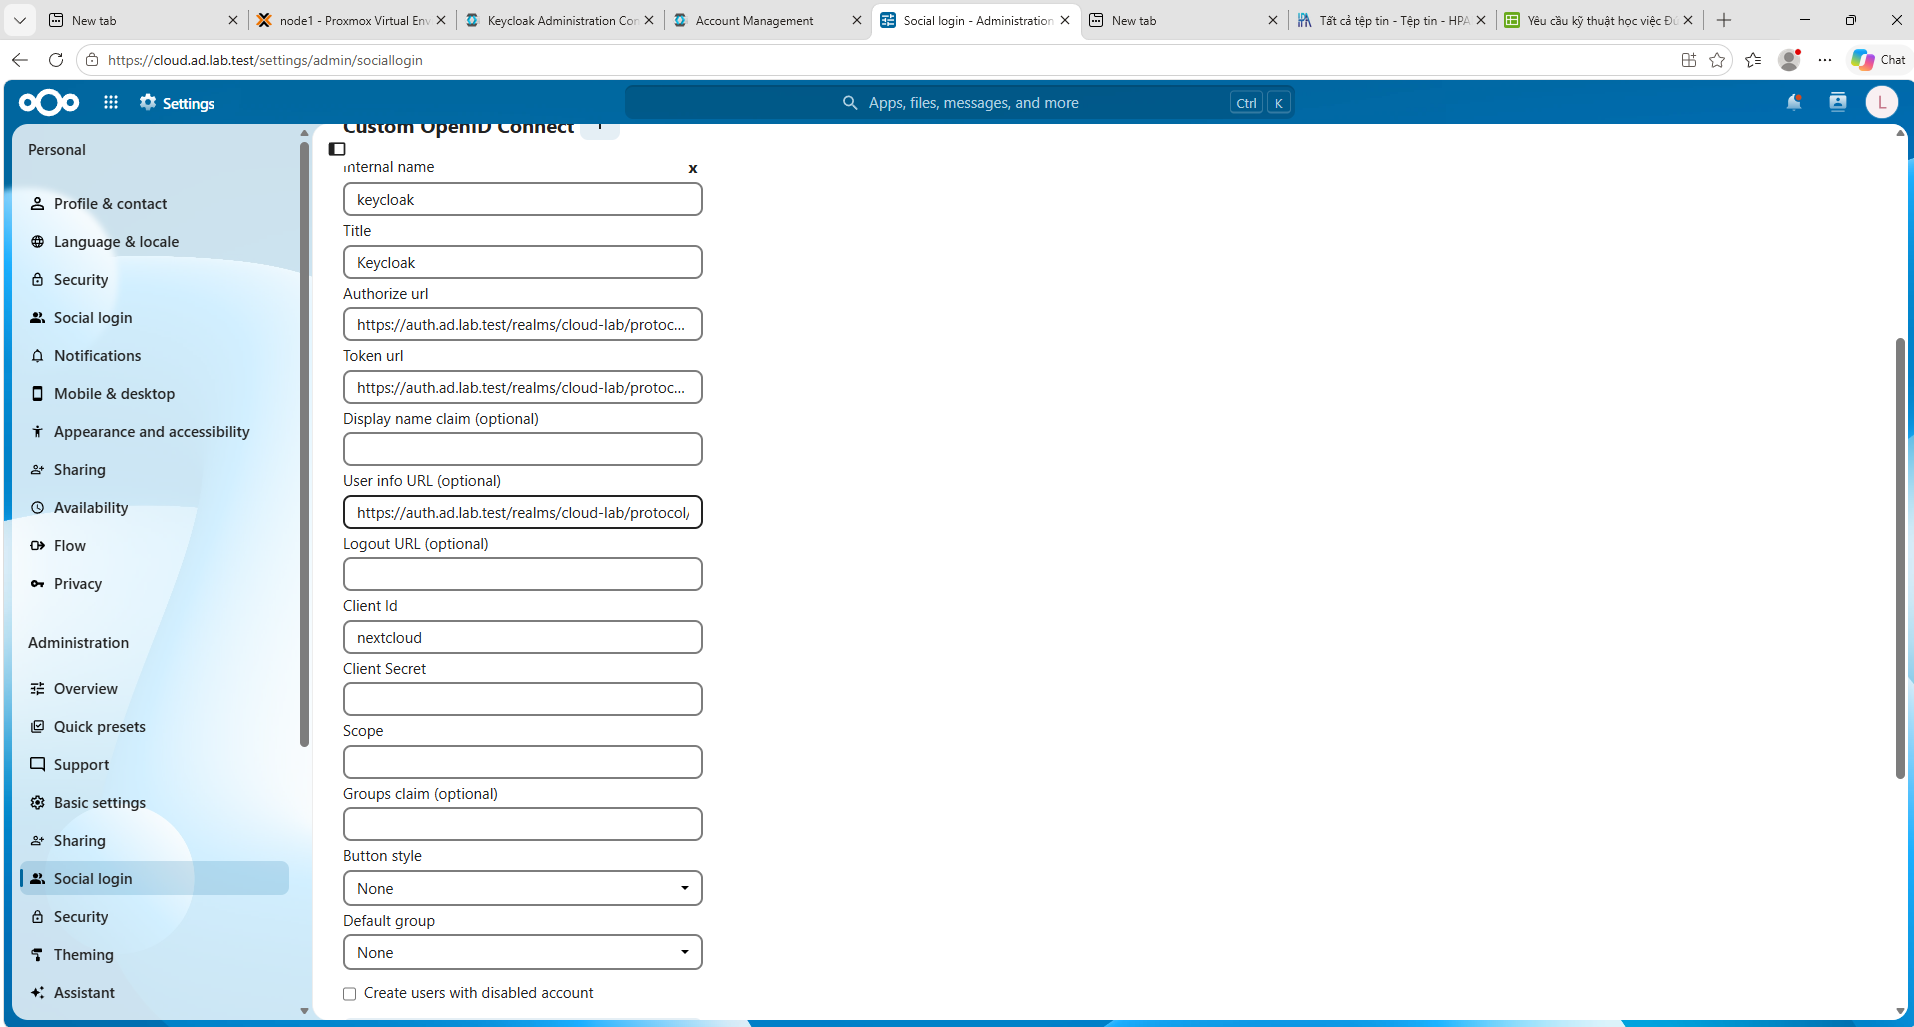 New tab
node1 - Proxmox Virtual Env
Keycloak Administration Con
Account Management
Social login - Administration
New tab
Tất cả tệp tin - Tệp tin - HPA
Yêu cầu kỹ thuật học việc Đú
https://cloud.ad.lab.test/settings/admin/sociallogin
Chat
Settings
Apps, files, messages, and more
Ctrl
K
L
Personal
Profile & contact
Language & locale
Security
Social login
Notifications
Mobile & desktop
Appearance and accessibility
Sharing
Availability
Flow
Privacy
Administration
Overview
Quick presets
Support
Basic settings
Sharing
Social login
Security
Theming
Assistant
Custom OpenID Connect
Internal name
x
keycloak
Title
Keycloak
Authorize url
https://auth.ad.lab.test/realms/cloud-lab/protoc...
Token url
https://auth.ad.lab.test/realms/cloud-lab/protoc...
Display name claim (optional)
User info URL (optional)
https://auth.ad.lab.test/realms/cloud-lab/protocol/
Logout URL (optional)
Client Id
nextcloud
Client Secret
Scope
Groups claim (optional)
Button style
None
Default group
None
Create users with disabled account